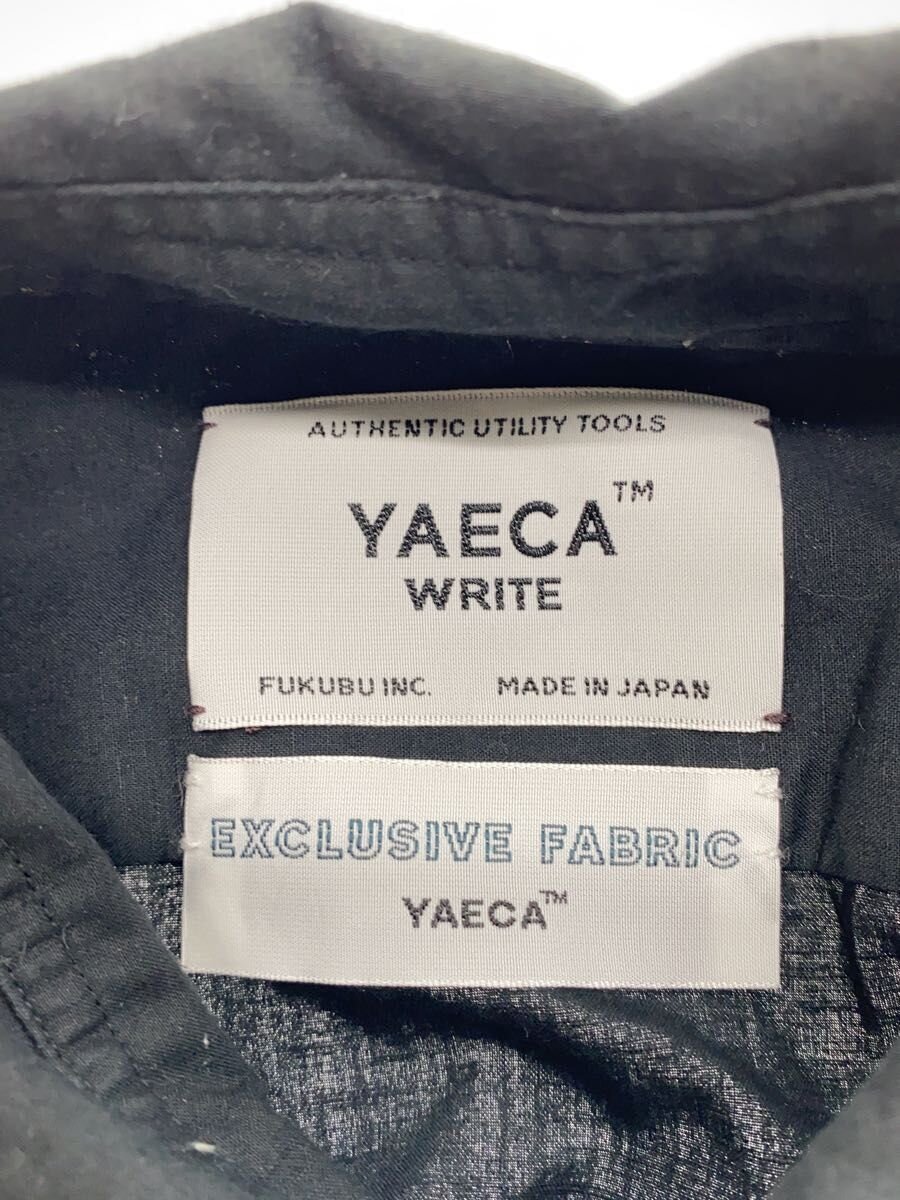 AUTHENTIC UTILITY TOOLS
YAECA™
WRITE
FUKUBU INC. MADE IN JAPAN
EXCLUSIVE FABRIC
YAECA™